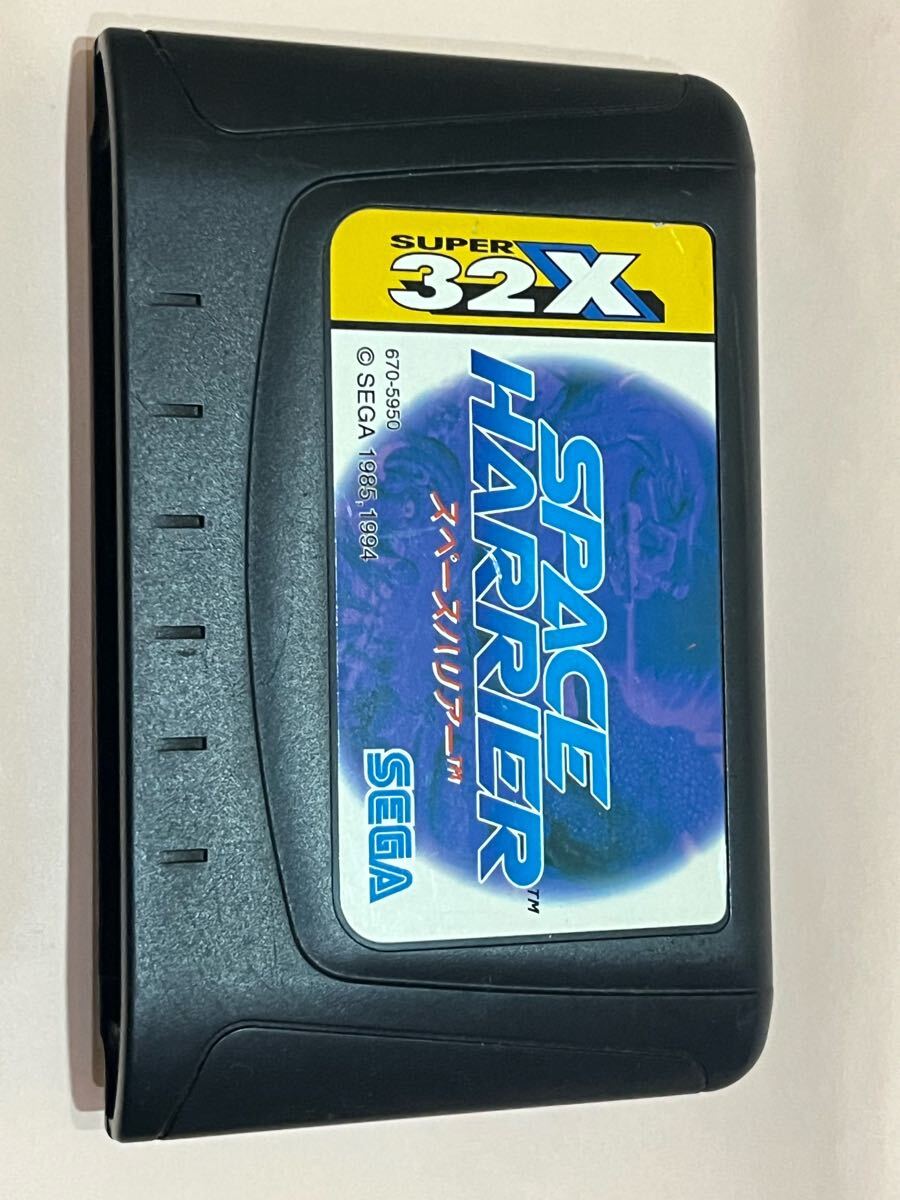 SUPER
32X
SPACE
HARRIER™
スペースハリアー™
670-5950
© SEGA 1985,1994
SEGA